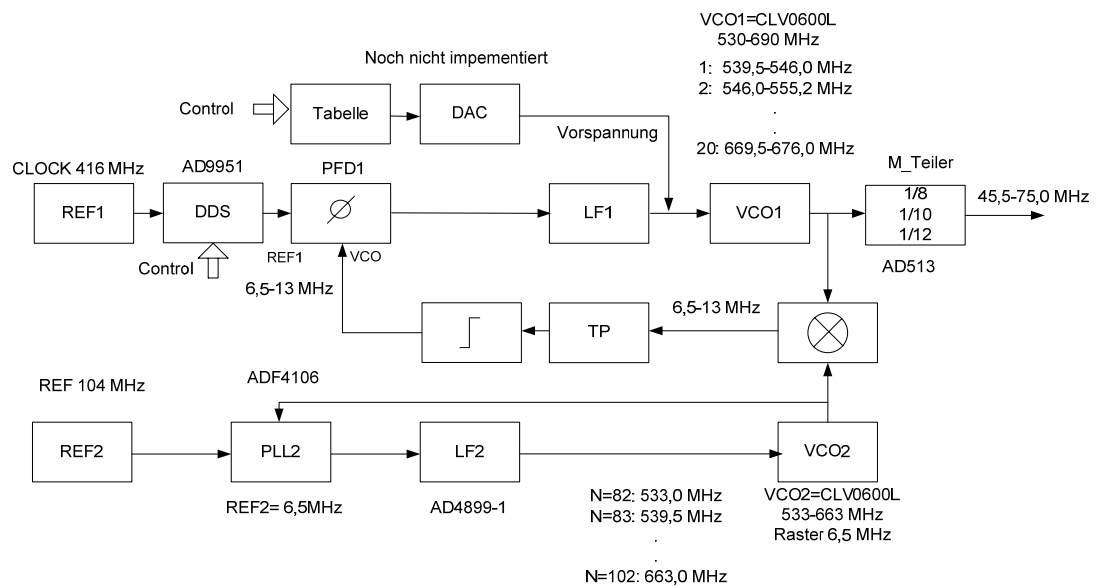 VCO1=CLV0600L
530-690 MHz
1: 539,5-546,0 MHz
2: 546,0-555,2 MHz
.
.
20: 669,5-676,0 MHz
Noch nicht impementiert
Control
Tabelle
DAC
Vorspannung
CLOCK 416 MHz
AD9951
PFD1
M_Teiler
REF1
DDS
LF1
VCO1
1/8
1/10
1/12
45,5-75,0 MHz
Control
REF1
VCO
AD513
6,5-13 MHz
6,5-13 MHz
TP
REF 104 MHz
ADF4106
REF2
PLL2
LF2
VCO2
REF2= 6,5MHz
AD4899-1
N=82: 533,0 MHz
N=83: 539,5 MHz
.
.
N=102: 663,0 MHz
VCO2=CLV0600L
533-663 MHz
Raster 6,5 MHz